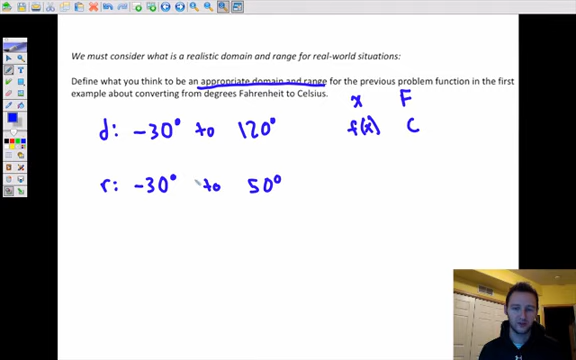 We must consider what is a realistic domain and range for real-world situations:
Define what you think to be an appropriate domain and range for the previous problem function in the first
example about converting from degrees Fahrenheit to Celsius.
x F
f(x) C
d: -30° to 120°
r: -30° to 50°